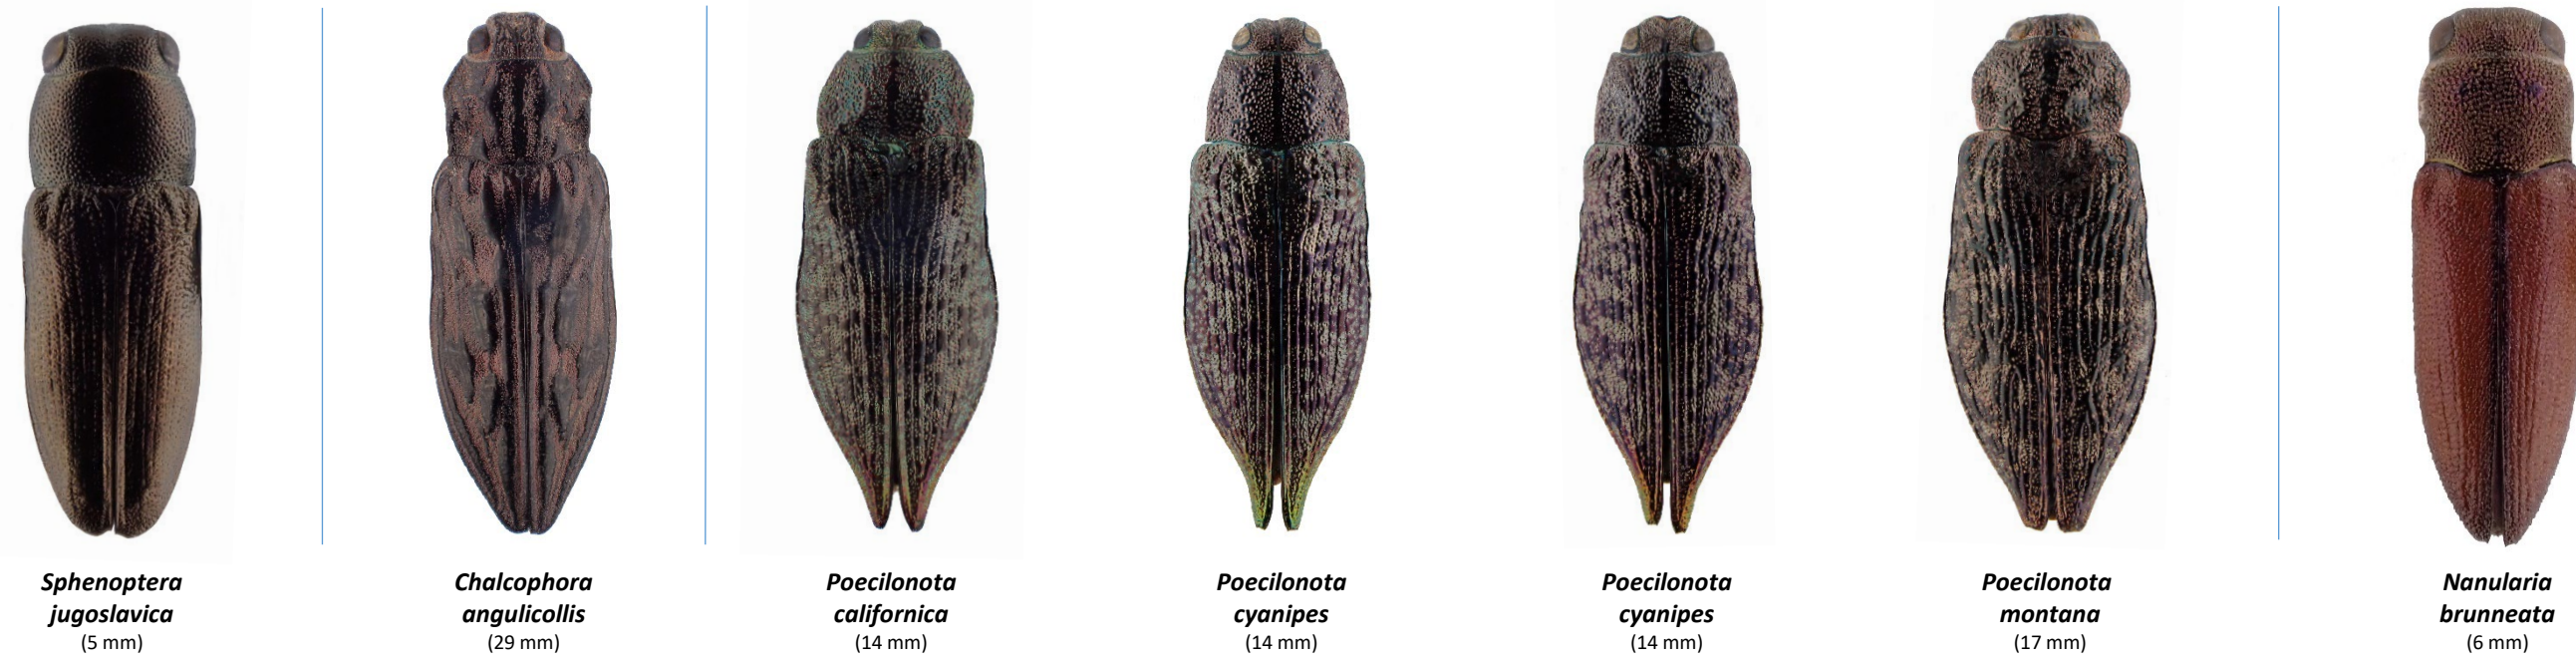 Sphenoptera
jugoslavica
(5 mm)
Chalcophora
angulicollis
(29 mm)
Poecilonota
californica
(14 mm)
Poecilonota
cyanipes
(14 mm)
Poecilonota
cyanipes
(14 mm)
Poecilonota
montana
(17 mm)
Nanularia
brunneata
(6 mm)